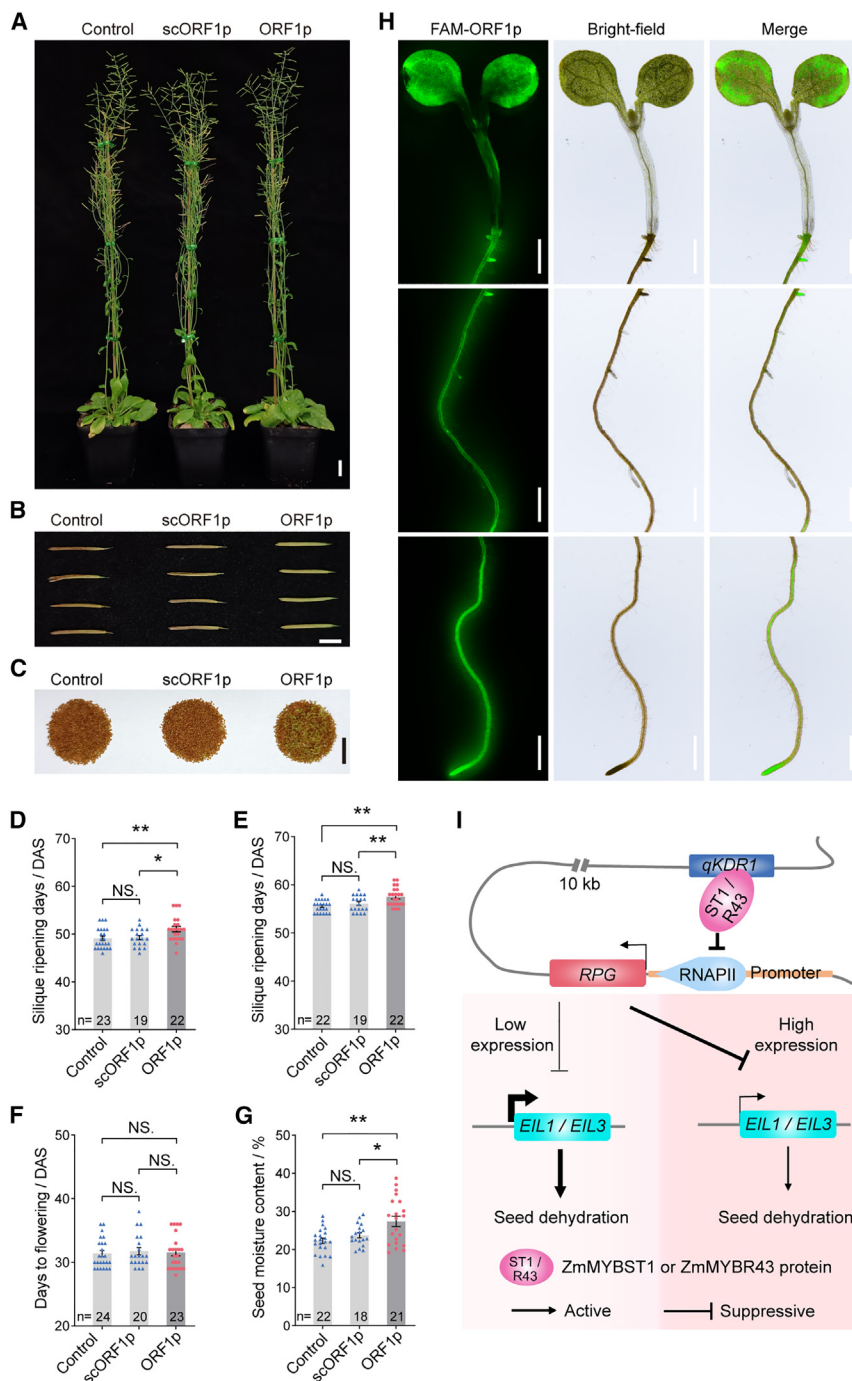 A
Control scORF1p ORF1p
B
Control scORF1p ORF1p
C
Control scORF1p ORF1p
D
Silique ripening days / DAS
70
60
50
40
30
**
*
NS.
n= 23 19 22
Control scORF1p ORF1p
E
Silique ripening days / DAS
70
60
50
40
30
**
**
NS.
n= 22 19 22
Control scORF1p ORF1p
F
Days to flowering / DAS
50
40
30
20
NS.
NS.
NS.
n= 24 20 23
Control scORF1p ORF1p
G
Seed moisture content / %
50
40
30
20
10
0
**
*
NS.
n= 22 18 21
Control scORF1p ORF1p
H
FAM-ORF1p Bright-field Merge
I
10 kb
qKDR1
ST1 /
R43
RPG RNAPII Promoter
Low
expression
High
expression
EIL1 / EIL3 EIL1 / EIL3
Seed dehydration Seed dehydration
ST1 /
R43
ZmMYBST1 or ZmMYBR43 protein
Active Suppressive